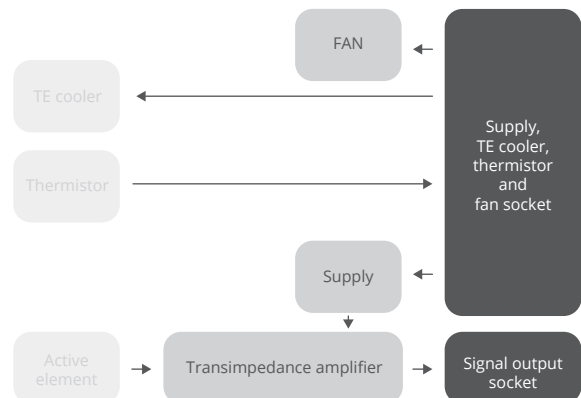 FAN
TE cooler
Supply,
TE cooler,
thermistor
and
fan socket
Thermistor
Supply
Active
element
Transimpedance amplifier
Signal output
socket